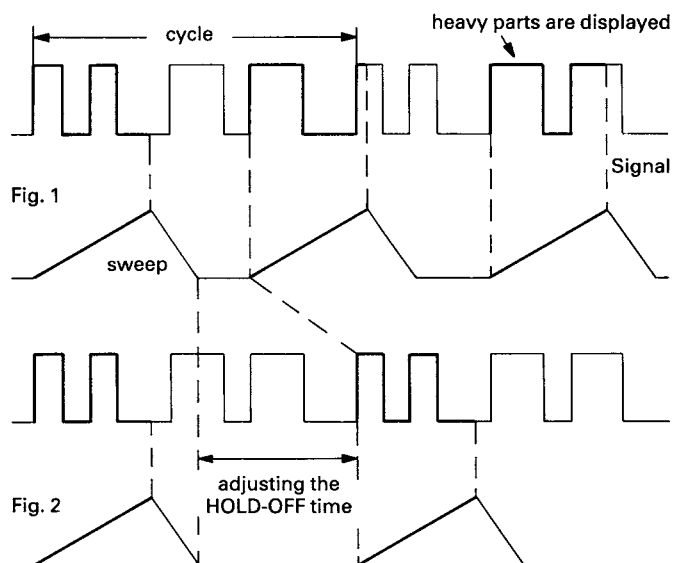 heavy parts are displayed
cycle
Signal
Fig. 1
sweep
adjusting the
HOLD-OFF time
Fig. 2